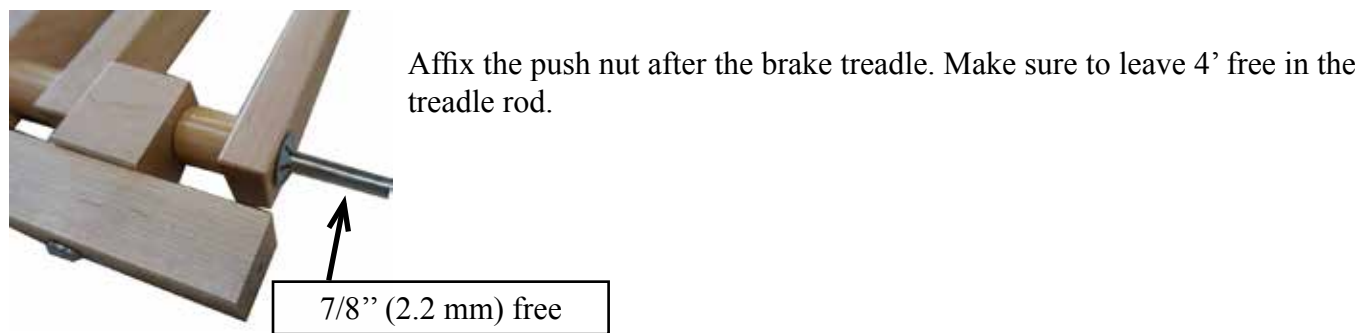 Affix the push nut after the brake treadle. Make sure to leave 4’ free in the
treadle rod.
7/8’’ (2.2 mm) free